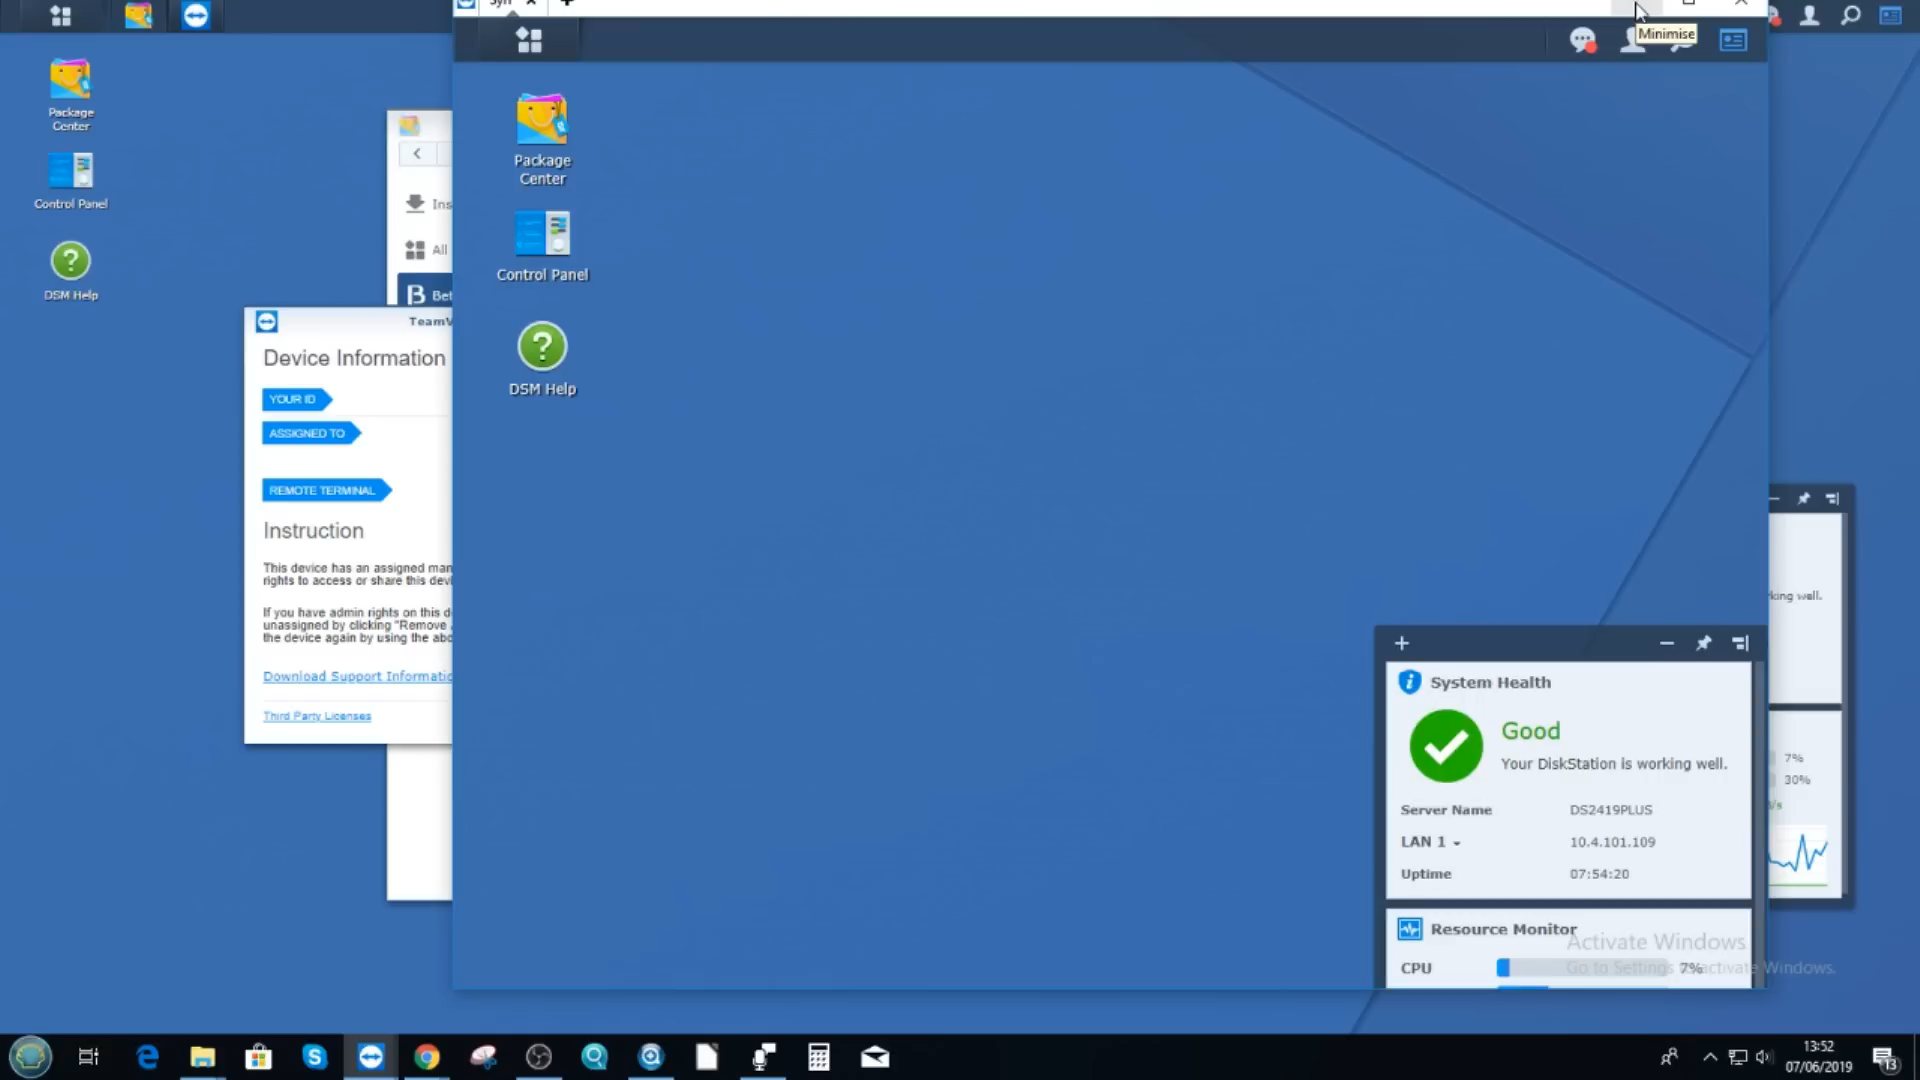 Syn
Minimise
Package
Center
Control Panel
DSM Help
Package
Center
Control Panel
DSM Help
Ins
All
Bet
TeamV
Device Information
YOUR ID
ASSIGNED TO
REMOTE TERMINAL
Instruction
This device has an assigned man
rights to access or share this devi
If you have admin rights on this d
unassigned by clicking "Remove
the device again by using the abo
Download Support Informatio
Third Party Licenses
king well.
7%
30%
/s
System Health
Good
Your DiskStation is working well.
Server Name DS2419PLUS
LAN 1 10.4.101.109
Uptime 07:54:20
Resource Monitor
CPU 7%
Activate Windows
Go to Settings to activate Windows.
13:52
07/06/2019
13